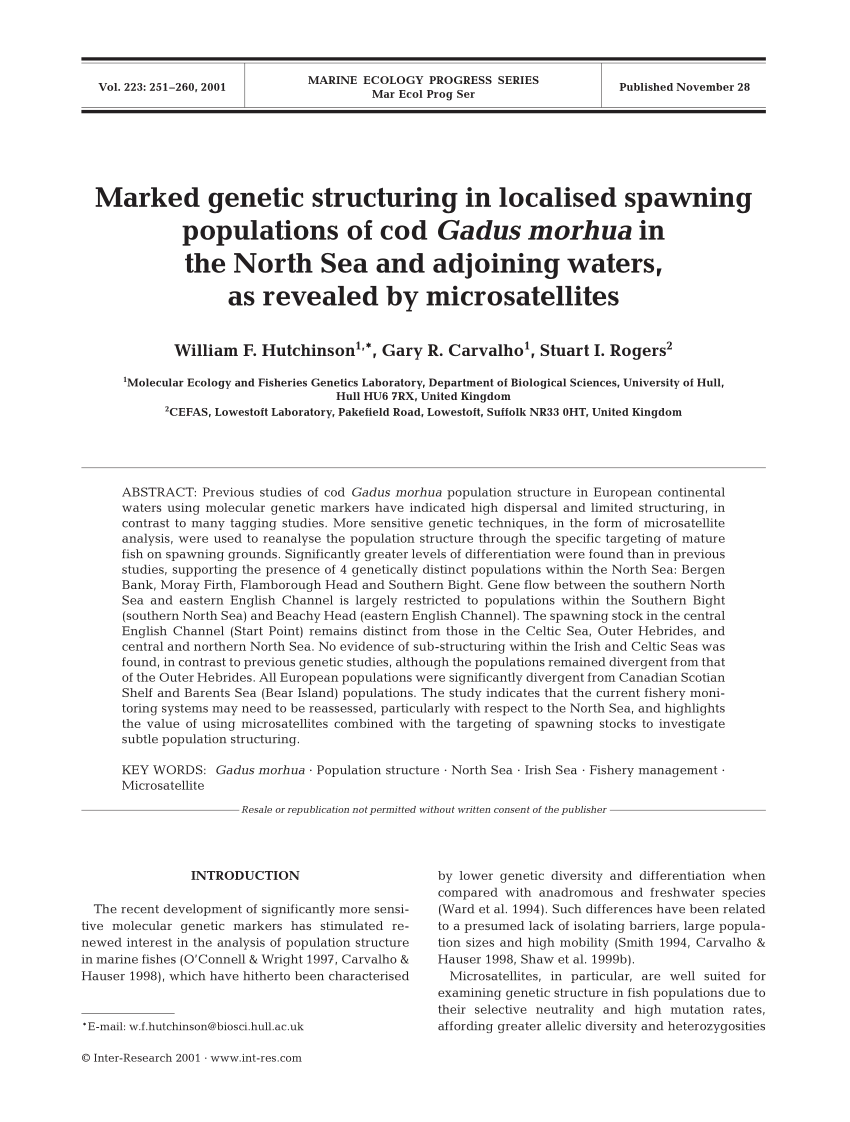 Vol. 223: 251–260, 2001
MARINE ECOLOGY PROGRESS SERIES
Mar Ecol Prog Ser
Published November 28
Marked genetic structuring in localised spawning
populations of cod Gadus morhua in
the North Sea and adjoining waters,
as revealed by microsatellites
William F. Hutchinson1,*, Gary R. Carvalho1, Stuart I. Rogers2
1Molecular Ecology and Fisheries Genetics Laboratory, Department of Biological Sciences, University of Hull,
Hull HU6 7RX, United Kingdom
2CEFAS, Lowestoft Laboratory, Pakefield Road, Lowestoft, Suffolk NR33 0HT, United Kingdom
ABSTRACT: Previous studies of cod Gadus morhua population structure in European continental
waters using molecular genetic markers have indicated high dispersal and limited structuring, in
contrast to many tagging studies. More sensitive genetic techniques, in the form of microsatellite
analysis, were used to reanalyse the population structure through the specific targeting of mature
fish on spawning grounds. Significantly greater levels of differentiation were found than in previous
studies, supporting the presence of 4 genetically distinct populations within the North Sea: Bergen
Bank, Moray Firth, Flamborough Head and Southern Bight. Gene flow between the southern North
Sea and eastern English Channel is largely restricted to populations within the Southern Bight
(southern North Sea) and Beachy Head (eastern English Channel). The spawning stock in the central
English Channel (Start Point) remains distinct from those in the Celtic Sea, Outer Hebrides, and
central and northern North Sea. No evidence of sub-structuring within the Irish and Celtic Seas was
found, in contrast to previous genetic studies, although the populations remained divergent from that
of the Outer Hebrides. All European populations were significantly divergent from Canadian Scotian
Shelf and Barents Sea (Bear Island) populations. The study indicates that the current fishery moni-
toring systems may need to be reassessed, particularly with respect to the North Sea, and highlights
the value of using microsatellites combined with the targeting of spawning stocks to investigate
subtle population structuring.
KEY WORDS: Gadus morhua · Population structure · North Sea · Irish Sea · Fishery management ·
Microsatellite
Resale or republication not permitted without written consent of the publisher
INTRODUCTION
The recent development of significantly more sensi-
tive molecular genetic markers has stimulated re-
newed interest in the analysis of population structure
in marine fishes (O'Connell & Wright 1997, Carvalho &
Hauser 1998), which have hitherto been characterised
*E-mail: w.f.hutchinson@biosci.hull.ac.uk
© Inter-Research 2001 · www.int-res.com
by lower genetic diversity and differentiation when
compared with anadromous and freshwater species
(Ward et al. 1994). Such differences have been related
to a presumed lack of isolating barriers, large popula-
tion sizes and high mobility (Smith 1994, Carvalho &
Hauser 1998, Shaw et al. 1999b).
Microsatellites, in particular, are well suited for
examining genetic structure in fish populations due to
their selective neutrality and high mutation rates,
affording greater allelic diversity and heterozygosities